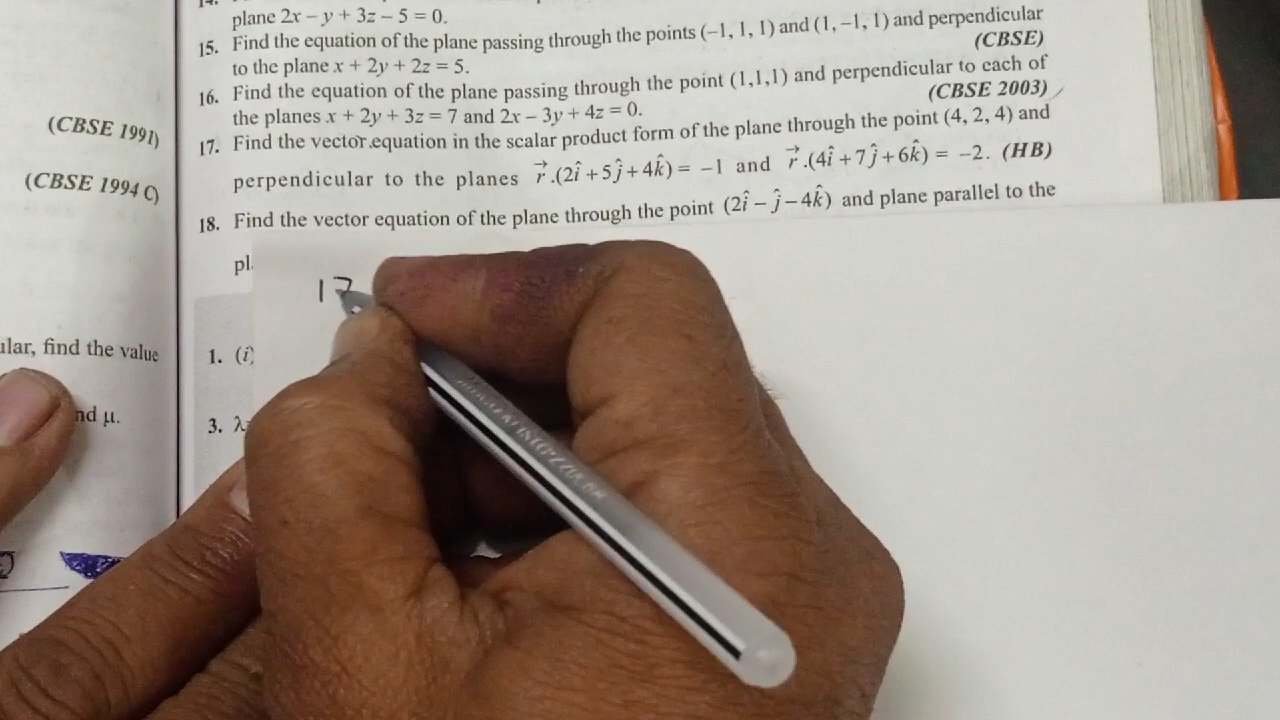 plane 2x − y + 3z − 5 = 0.
15. Find the equation of the plane passing through the points (−1, 1, 1) and (1, −1, 1) and perpendicular
to the plane x + 2y + 2z = 5. (CBSE)
16. Find the equation of the plane passing through the point (1,1,1) and perpendicular to each of
the planes x + 2y + 3z = 7 and 2x − 3y + 4z = 0. (CBSE 2003)
17. Find the vector equation in the scalar product form of the plane through the point (4, 2, 4) and
perpendicular to the planes r⃗.(2î + 5ĵ + 4k̂) = −1 and r⃗.(4î + 7ĵ + 6k̂) = −2. (HB)
18. Find the vector equation of the plane through the point (2î − ĵ − 4k̂) and plane parallel to the
pl
1. (i)
3. λ
(CBSE 1991)
(CBSE 1994 C)
ular, find the value
nd μ.
17